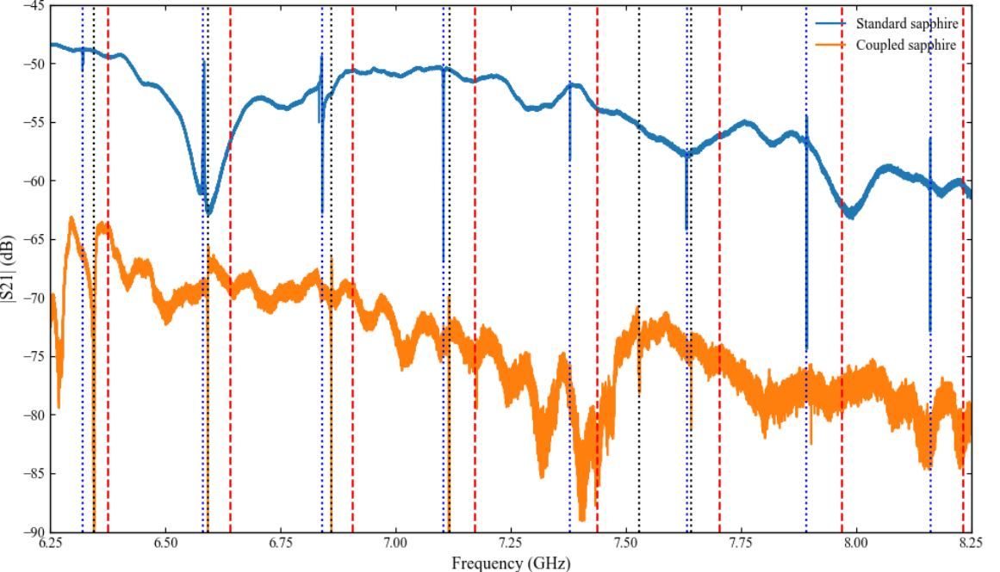 −45
−50
−55
−60
−65
−70
−75
−80
−85
−90
|S21| (dB)
Standard sapphire
Coupled sapphire
6.25 6.50 6.75 7.00 7.25 7.50 7.75 8.00 8.25
Frequency (GHz)